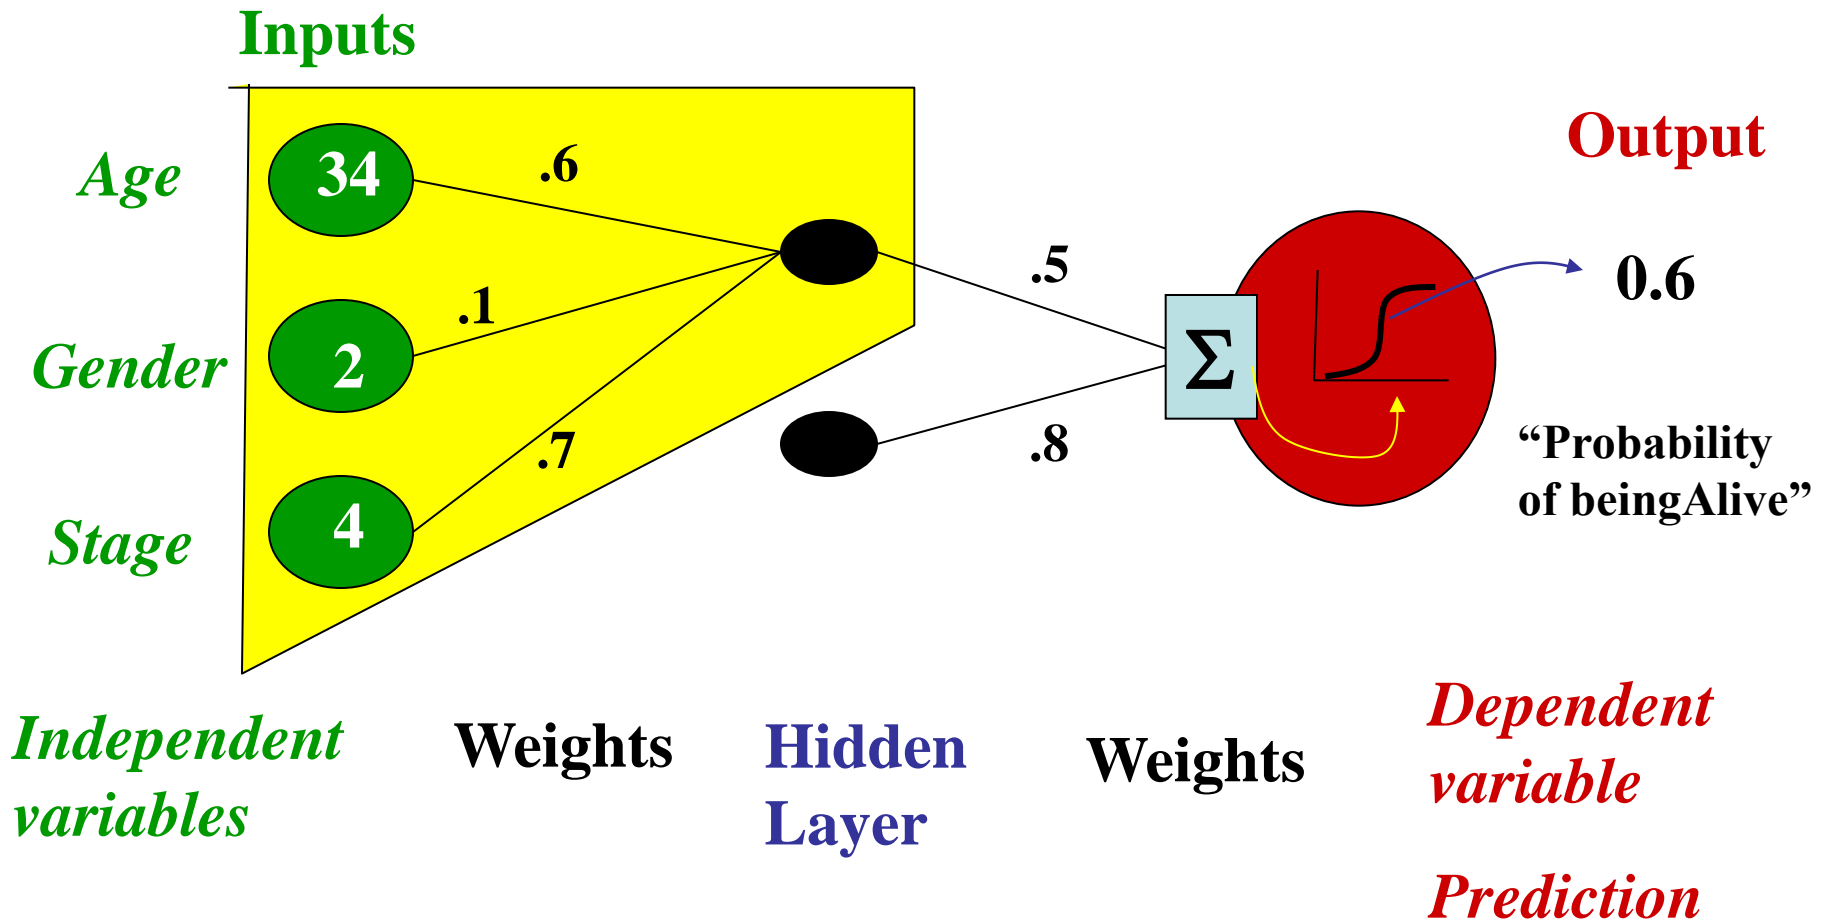 Inputs
Age
34
.6
Output
Gender
2
.1
.5
Σ
0.6
Stage
4
.7
.8
“Probability
of beingAlive”
Independent
variables
Weights
Hidden
Layer
Weights
Dependent
variable
Prediction